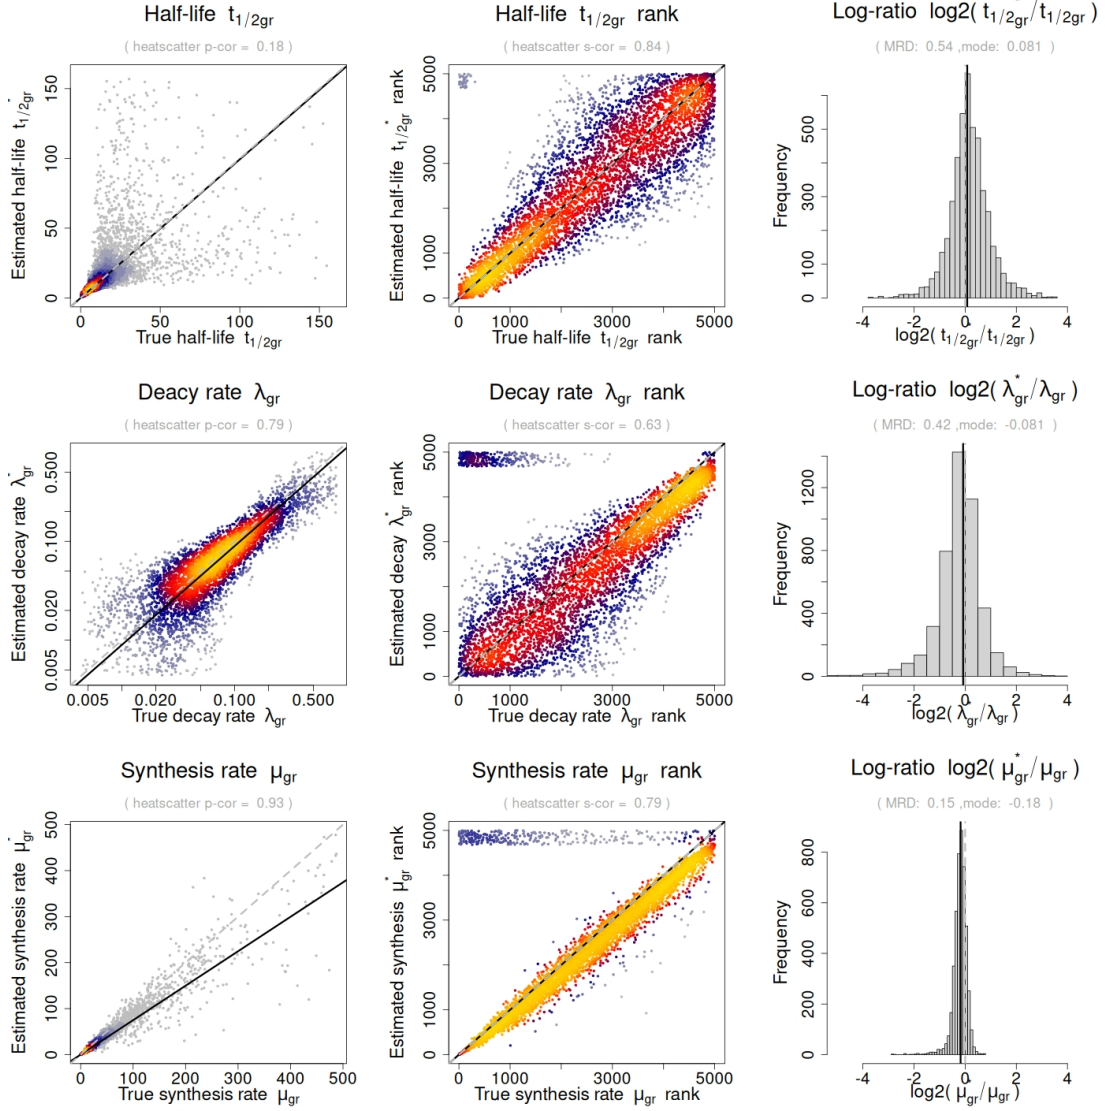 Half-life t1/2gr
( heatscatter p-cor = 0.18 )
Estimated half-life t*1/2gr
150
100
50
0
0 50 100 150
True half-life t1/2gr
Half-life t1/2gr rank
( heatscatter s-cor = 0.84 )
Estimated half-life t*1/2gr rank
5000
3000
1000
0
0 1000 3000 5000
True half-life t1/2gr rank
Log-ratio log2( t*1/2gr/t1/2gr )
( MRD: 0.54 ,mode: 0.081 )
Frequency
500
300
100
0
-4 -2 0 2 4
log2( t*1/2gr/t1/2gr )
Deacy rate λgr
( heatscatter p-cor = 0.79 )
Estimated decay rate λ*gr
0.500
0.100
0.020
0.005
0.005 0.020 0.100 0.500
True decay rate λgr
Decay rate λgr rank
( heatscatter s-cor = 0.63 )
Estimated decay λ*gr rank
5000
3000
1000
0
0 1000 3000 5000
True decay rate λgr rank
Log-ratio log2( λ*gr/λgr )
( MRD: 0.42 ,mode: -0.081 )
Frequency
1200
800
400
0
-4 -2 0 2 4
log2( λ*gr/λgr )
Synthesis rate μgr
( heatscatter p-cor = 0.93 )
Estimated synthesis rate μ*gr
500
400
300
200
100
0
0 100 200 300 400 500
True synthesis rate μgr
Synthesis rate μgr rank
( heatscatter s-cor = 0.79 )
Estimated synthesis μ*gr rank
5000
3000
1000
0
0 1000 3000 5000
True synthesis rate μgr rank
Log-ratio log2( μ*gr/μgr )
( MRD: 0.15 ,mode: -0.18 )
Frequency
800
600
400
200
0
-4 -2 0 2 4
log2( μ*gr/μgr )